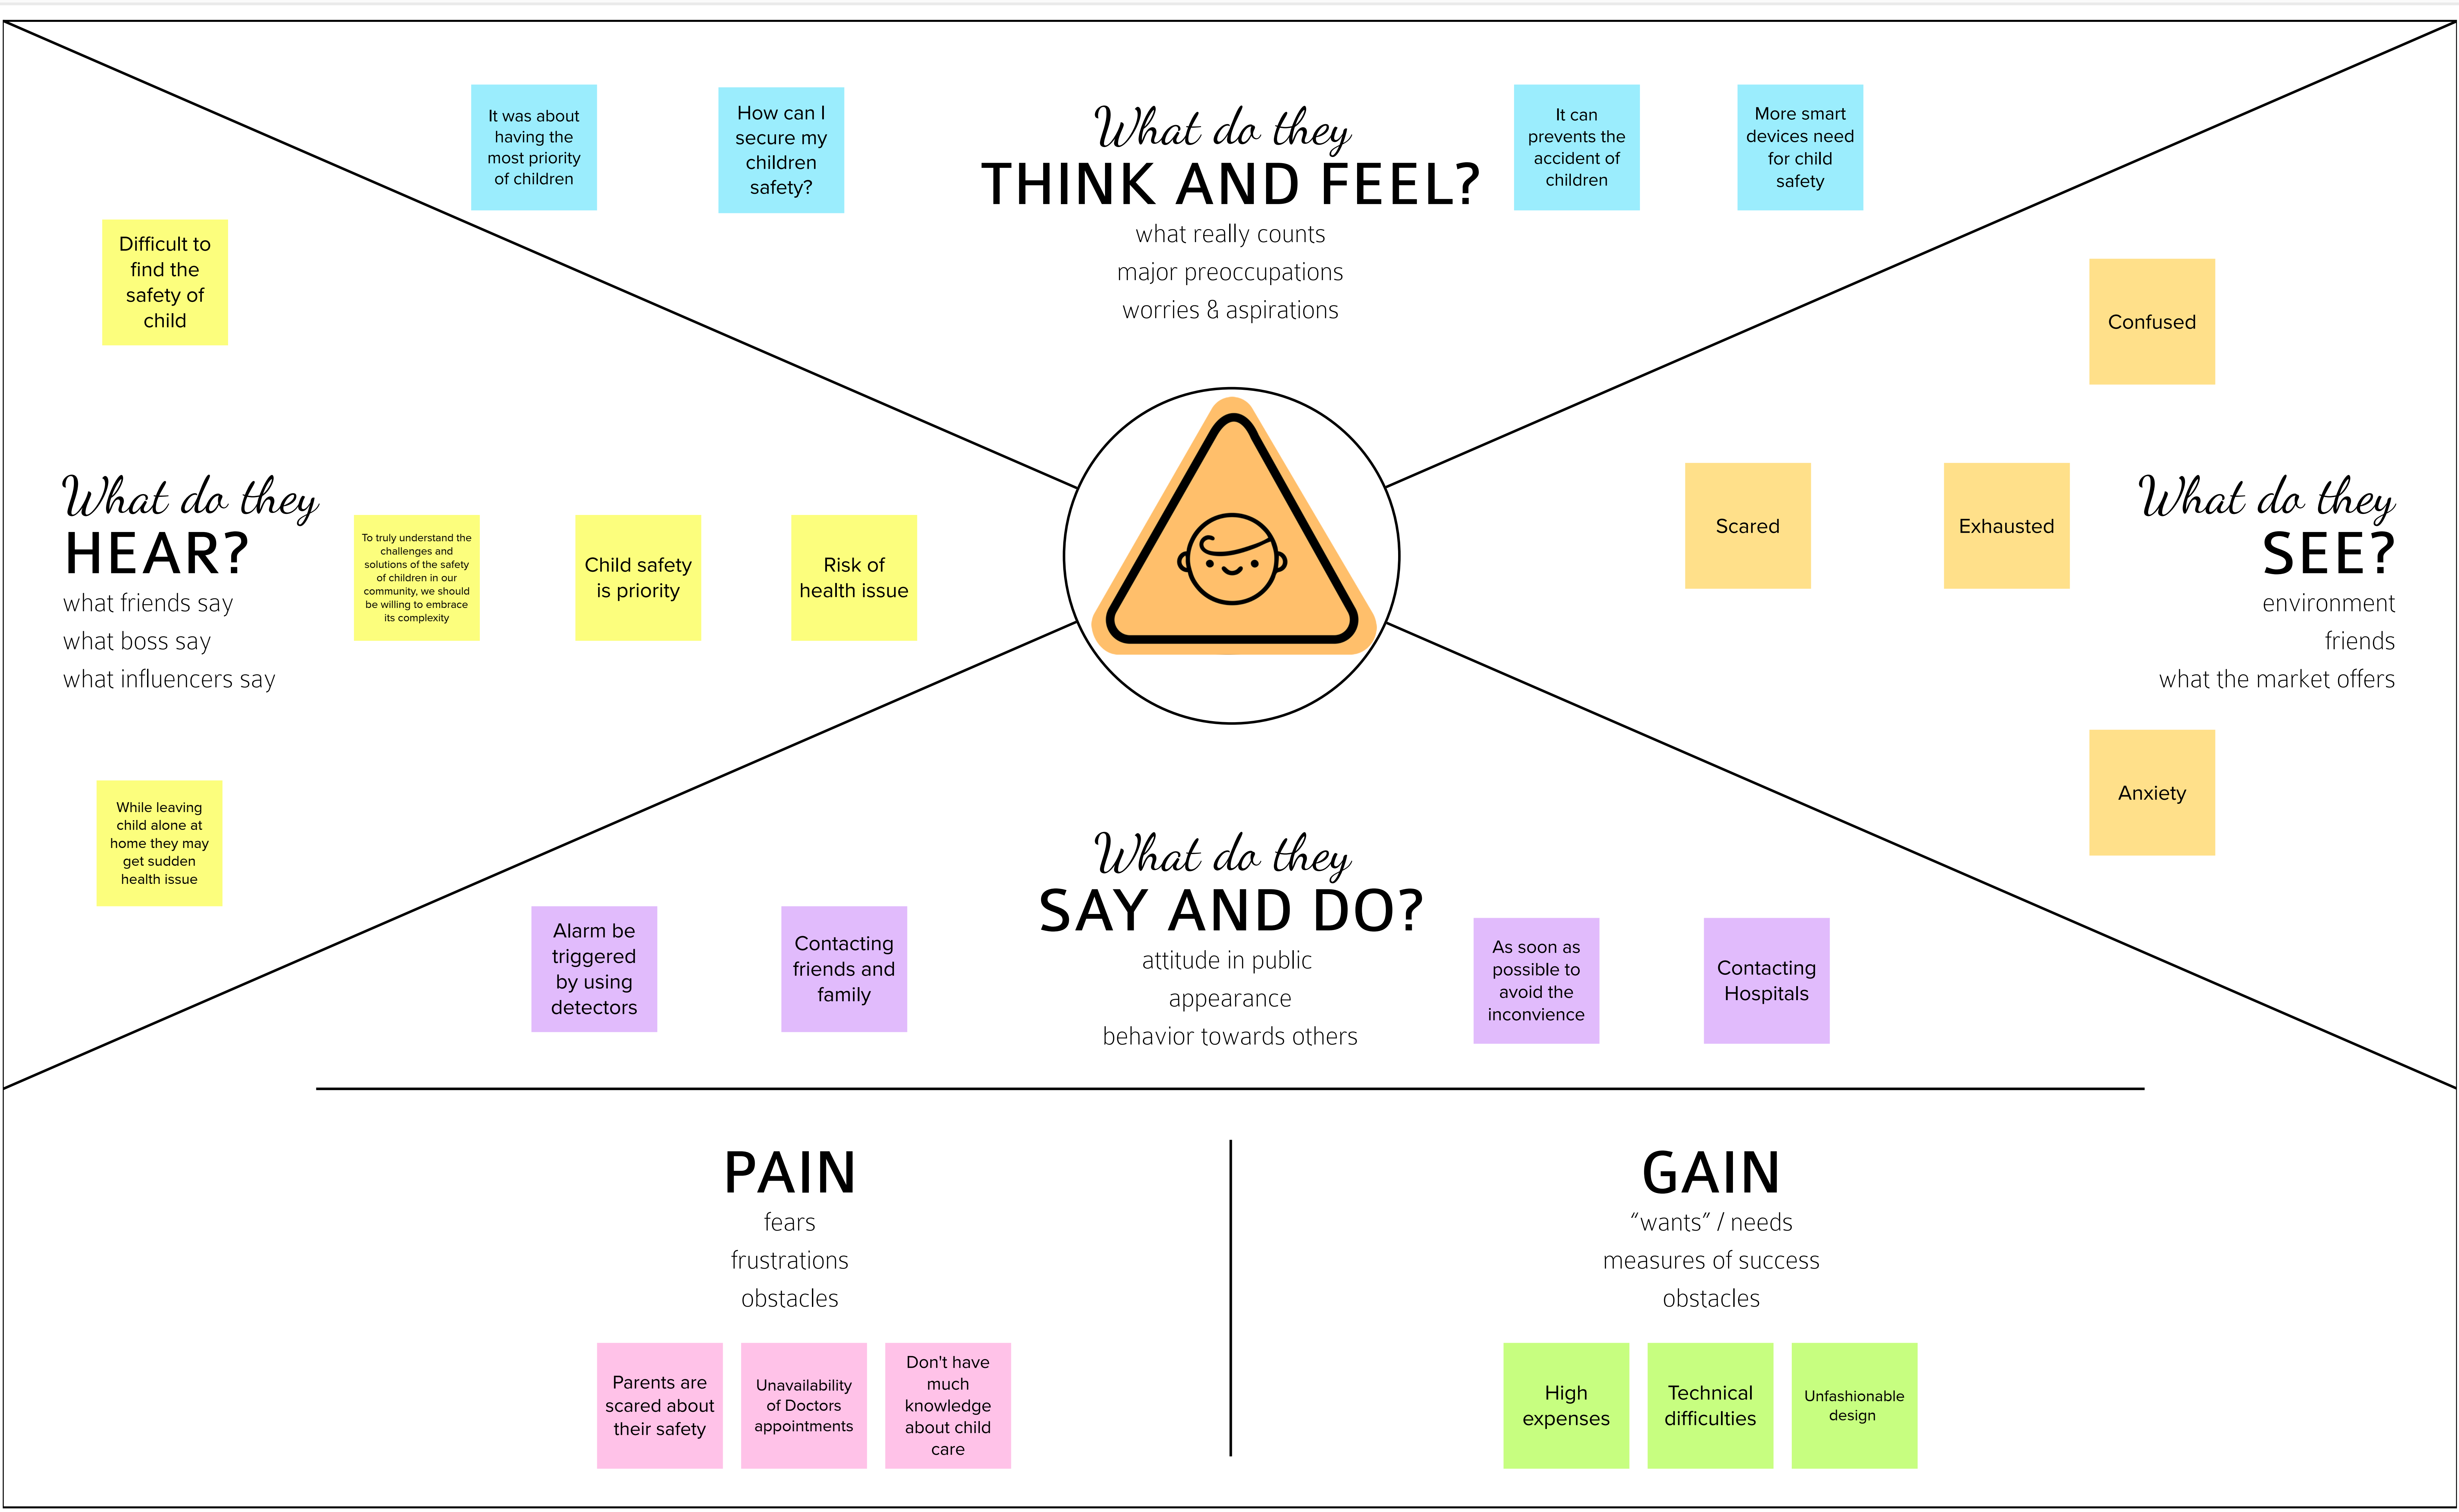 It was about
having the
most priority
of children
How can I
secure my
children
safety?
What do they
THINK AND FEEL?
what really counts
major preoccupations
worries & aspirations
It can
prevents the
accident of
children
More smart
devices need
for child
safety
Difficult to
find the
safety of
child
What do they
HEAR?
what friends say
what boss say
what influencers say
To truly understand the
challenges and
solutions of the safety
of children in our
community, we should
be willing to embrace
its complexity
Child safety
is priority
Risk of
health issue
While leaving
child alone at
home they may
get sudden
health issue
Confused
Scared
Exhausted
What do they
SEE?
environment
friends
what the market offers
Anxiety
What do they
SAY AND DO?
attitude in public
appearance
behavior towards others
Alarm be
triggered
by using
detectors
Contacting
friends and
family
As soon as
possible to
avoid the
inconvience
Contacting
Hospitals
PAIN
fears
frustrations
obstacles
Parents are
scared about
their safety
Unavailability
of Doctors
appointments
Don't have
much
knowledge
about child
care
GAIN
“wants” / needs
measures of success
obstacles
High
expenses
Technical
difficulties
Unfashionable
design